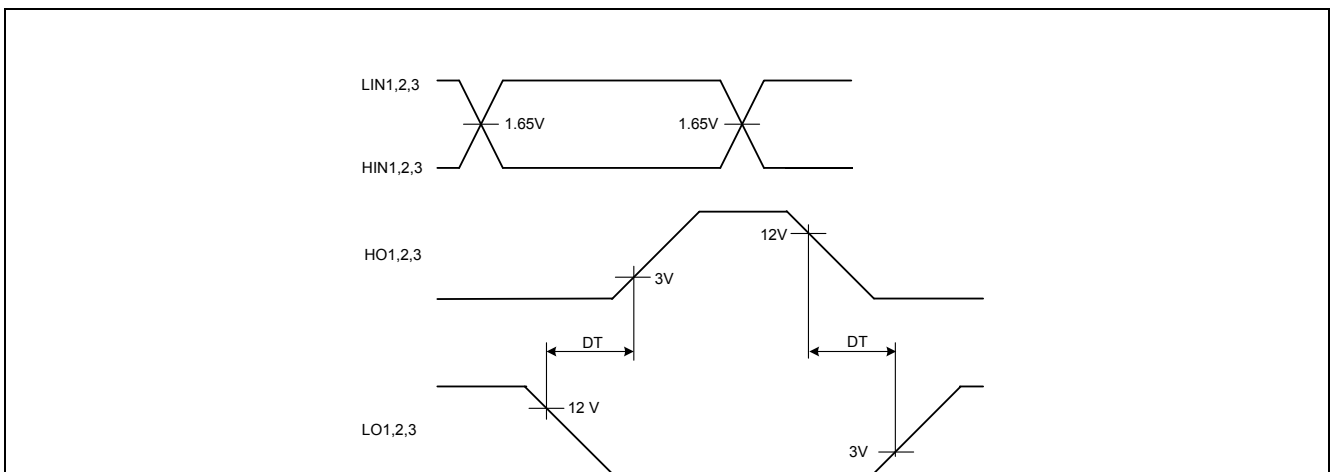 LIN1,2,3
1.65V 1.65V
HIN1,2,3
12V
HO1,2,3
3V
DT DT
12 V
LO1,2,3
3V